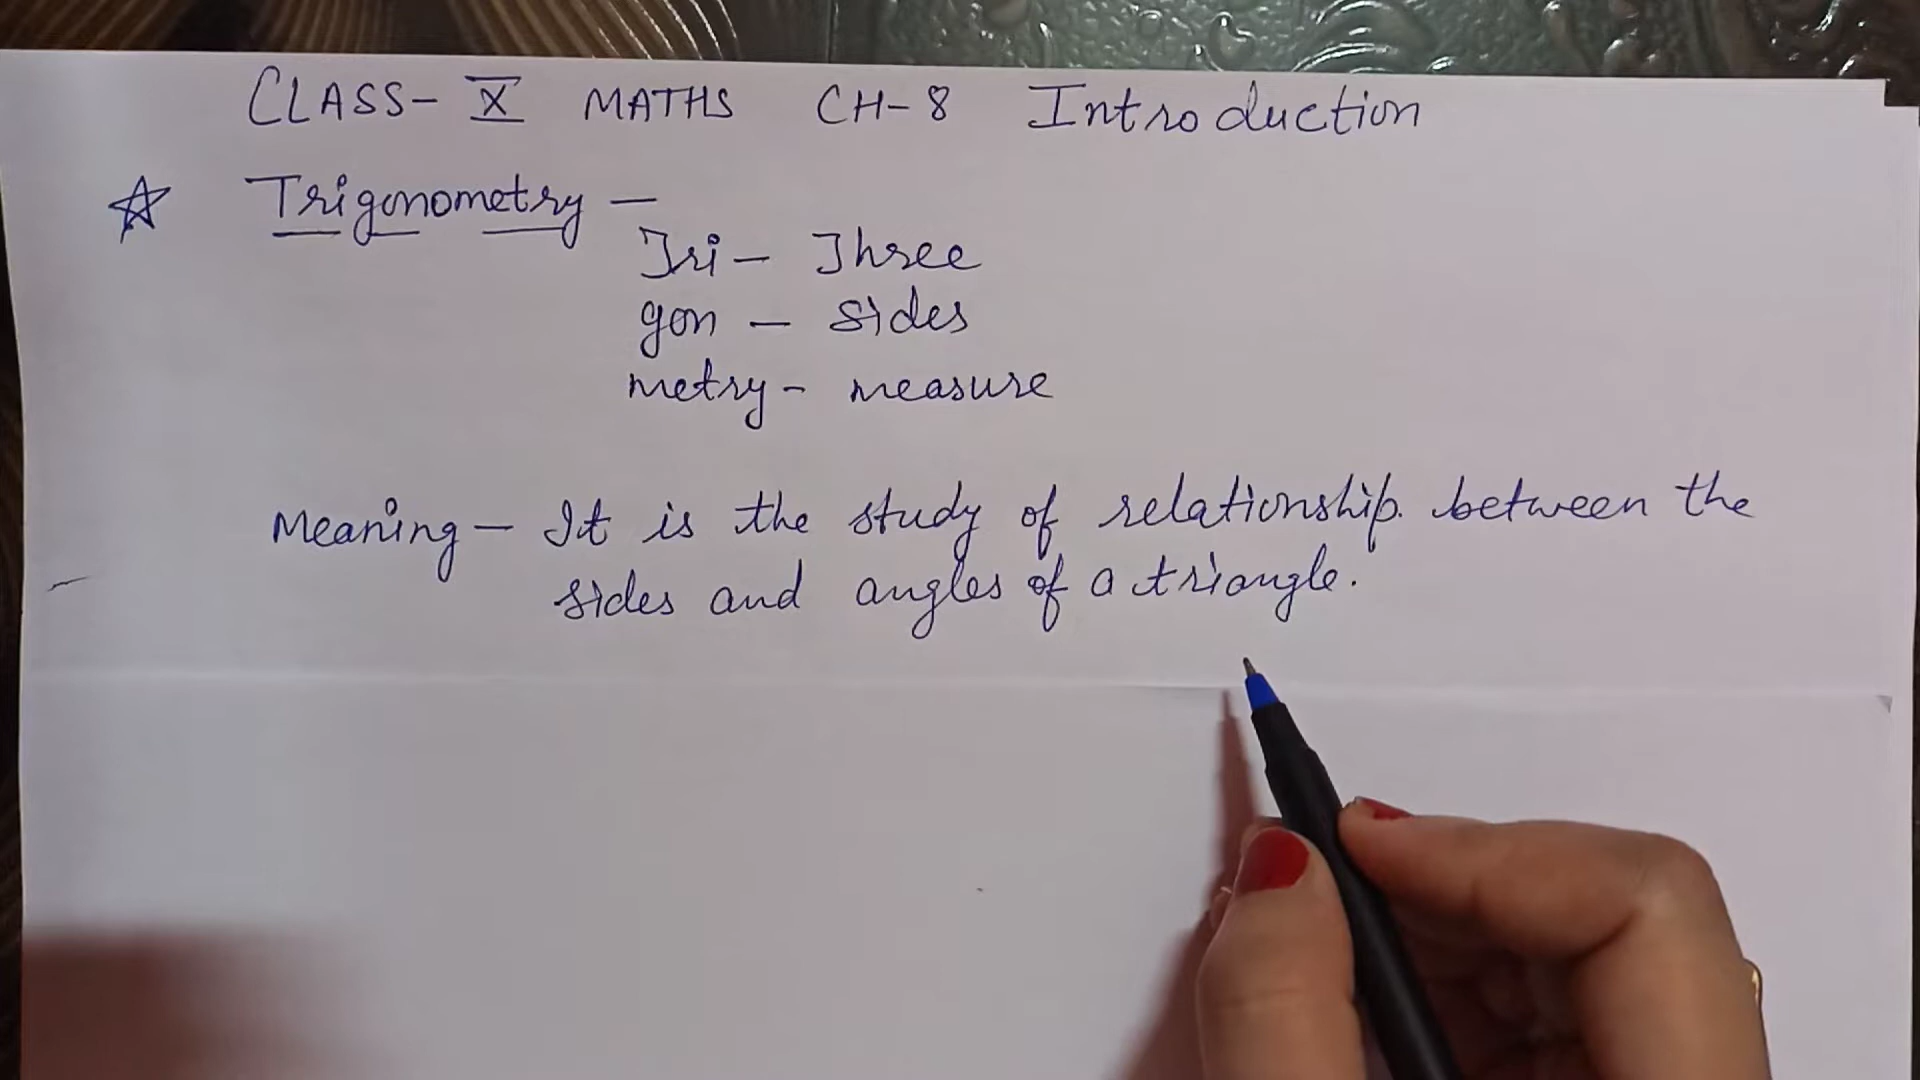 CLASS- X MATHS CH-8 Introduction
Trigonometry —
Tri - Three
gon - sides
metry - measure
Meaning - It is the study of relationship between the
sides and angles of a triangle.